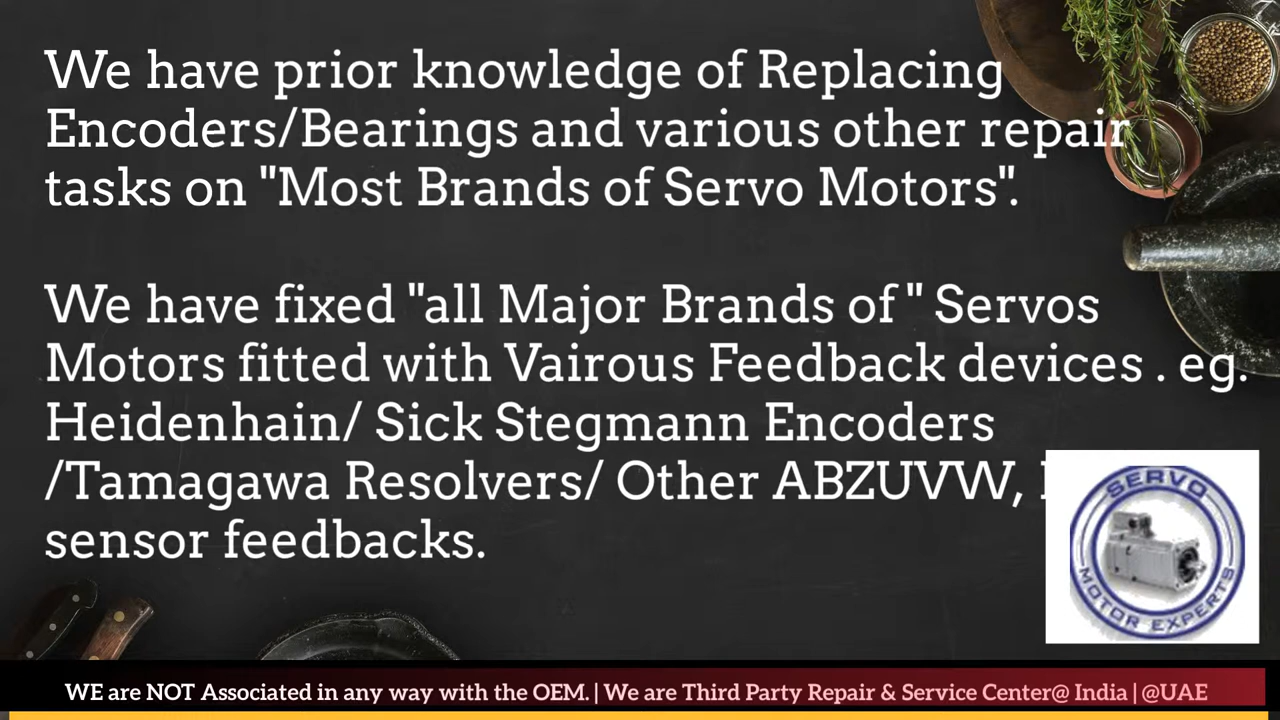 We have prior knowledge of Replacing
Encoders/Bearings and various other repair
tasks on "Most Brands of Servo Motors".
We have fixed "all Major Brands of " Servos
Motors fitted with Vairous Feedback devices . eg.
Heidenhain/ Sick Stegmann Encoders
/Tamagawa Resolvers/ Other ABZUVW,
sensor feedbacks.
SERVO
MOTOR EXPERTS
WE are NOT Associated in any way with the OEM. | We are Third Party Repair & Service Center@ India | @UAE